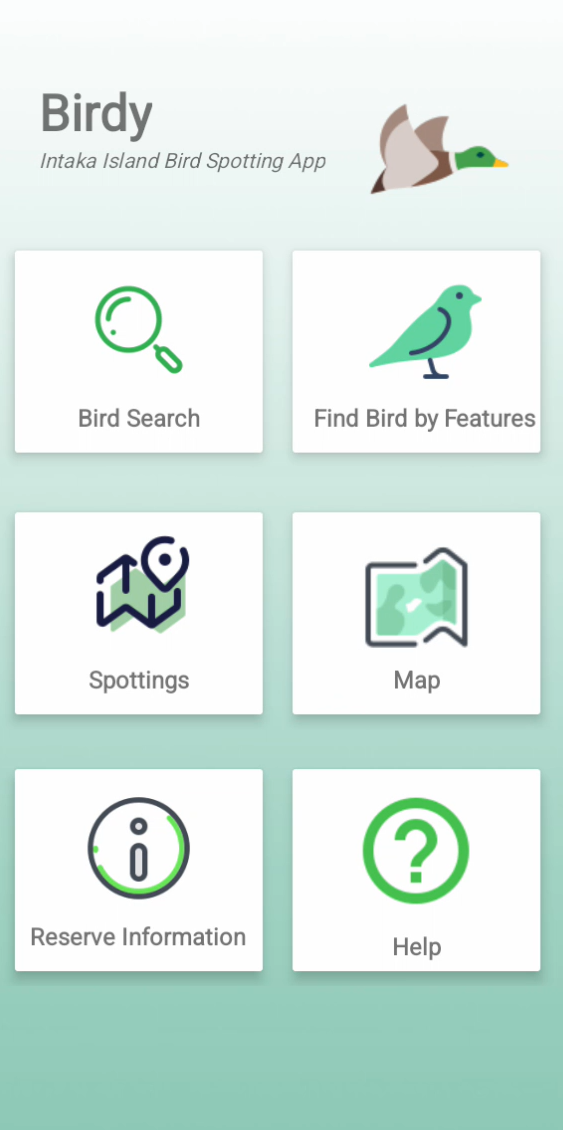 Birdy
Intaka Island Bird Spotting App
Bird Search
Find Bird by Features
Spottings
Map
Reserve Information
Help